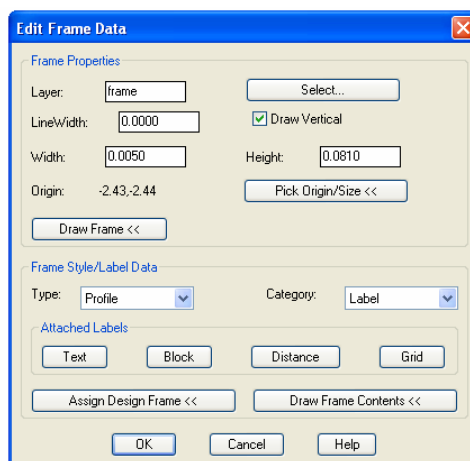 Edit Frame Data
Frame Properties
Layer: frame Select...
LineWidth: 0.0000 Draw Vertical
Width: 0.0050 Height: 0.0810
Origin: -2.43,-2.44 Pick Origin/Size <<
Draw Frame <<
Frame Style/Label Data
Type: Profile Category: Label
Attached Labels
Text Block Distance Grid
Assign Design Frame << Draw Frame Contents <<
OK Cancel Help